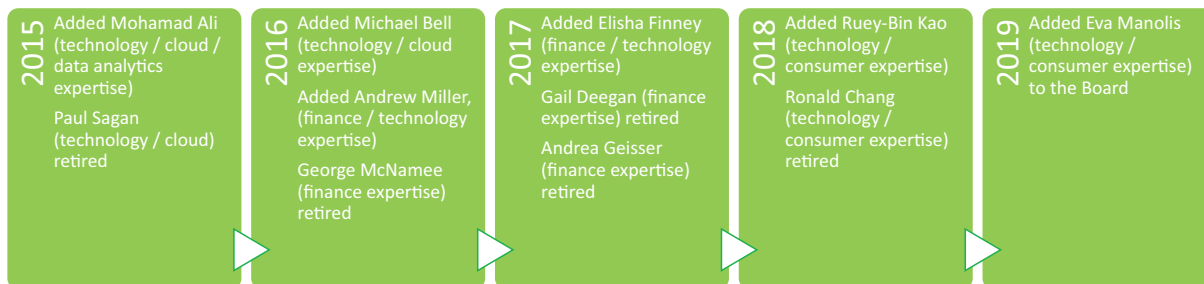 2015
Added Mohamad Ali
(technology / cloud /
data analytics
expertise)
Paul Sagan
(technology / cloud)
retired
2016
Added Michael Bell
(technology / cloud
expertise)
Added Andrew Miller,
(finance / technology
expertise)
George McNamee
(finance expertise)
retired
2017
Added Elisha Finney
(finance / technology
expertise)
Gail Deegan (finance
expertise) retired
Andrea Geisser
(finance expertise)
retired
2018
Added Ruey-Bin Kao
(technology /
consumer expertise)
Ronald Chang
(technology /
consumer expertise)
retired
2019
Added Eva Manolis
(technology /
consumer expertise)
to the Board